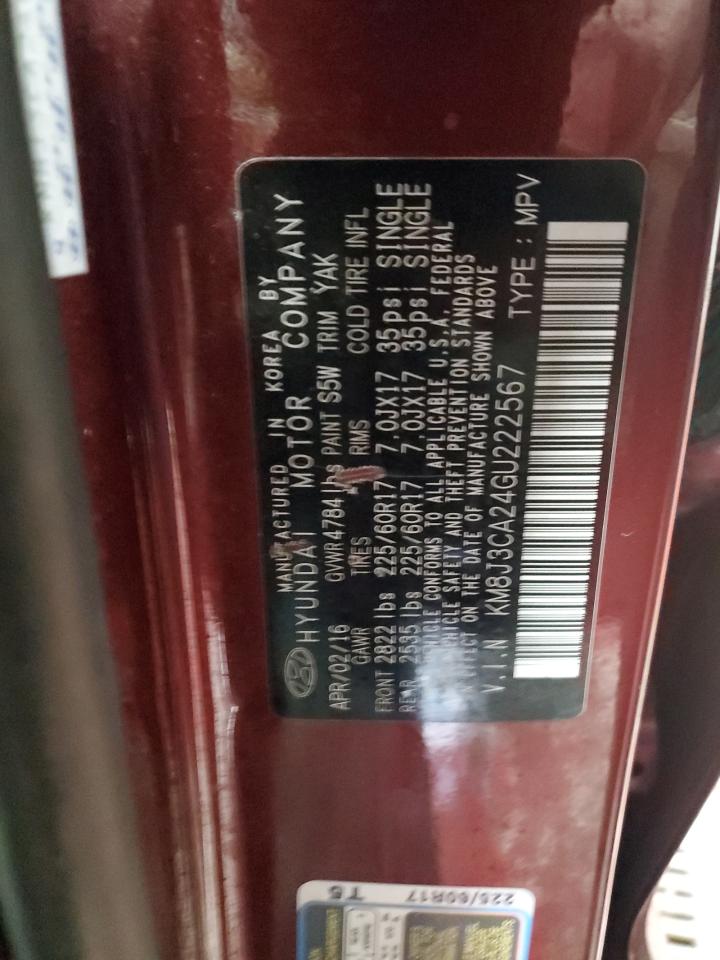 MANUFACTURED IN KOREA BY
HYUNDAI MOTOR COMPANY
APR/02/16 GVWR 4784 lbs PAINT S5W TRIM YAK
GAWR TIRES RIMS COLD TIRE INFL
FRONT 2822 lbs 225/60R17 7.0JX17 35psi SINGLE
REAR 2535 lbs 225/60R17 7.0JX17 35psi SINGLE
VEHICLE CONFORMS TO ALL APPLICABLE U.S.A. FEDERAL
VEHICLE SAFETY AND THEFT PREVENTION STANDARDS
IN EFFECT ON THE DATE OF MANUFACTURE SHOWN ABOVE
V.I.N KM8J3CA24GU222567 TYPE : MPV
225/60R17 T5